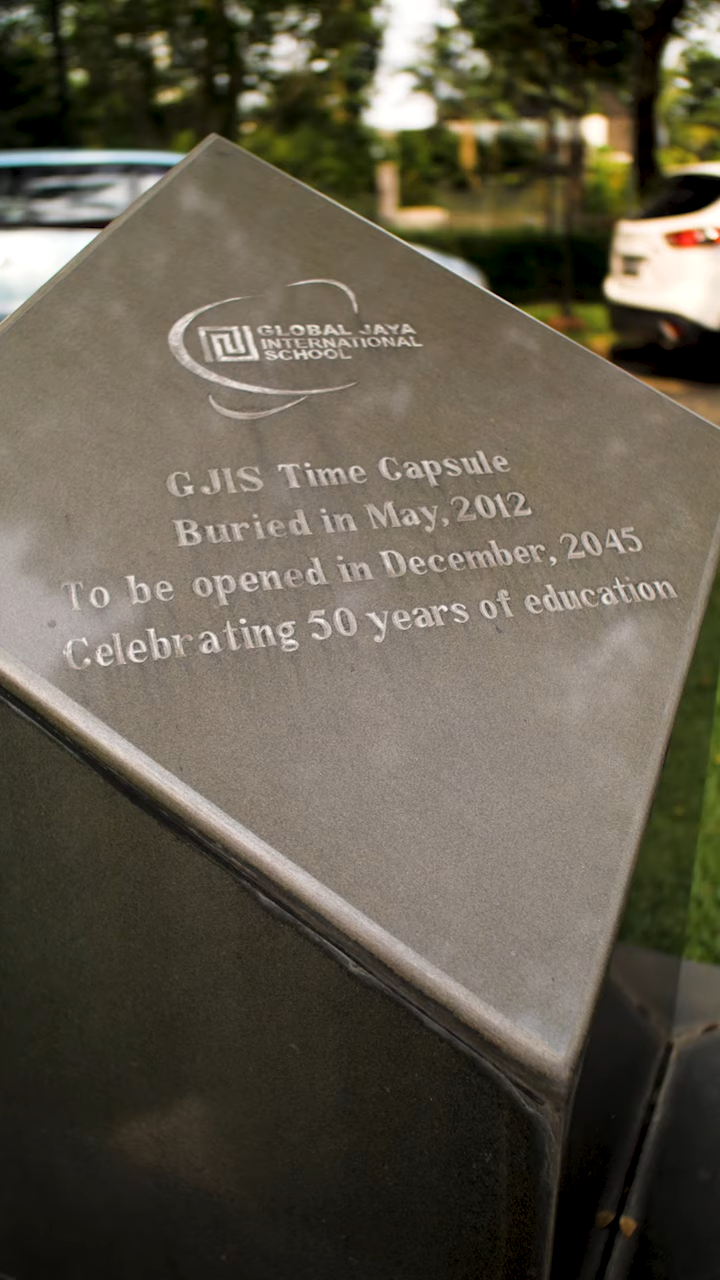 GLOBAL JAYA
INTERNATIONAL
SCHOOL
GJIS Time Capsule
Buried in May, 2012
To be opened in December, 2045
Celebrating 50 years of education